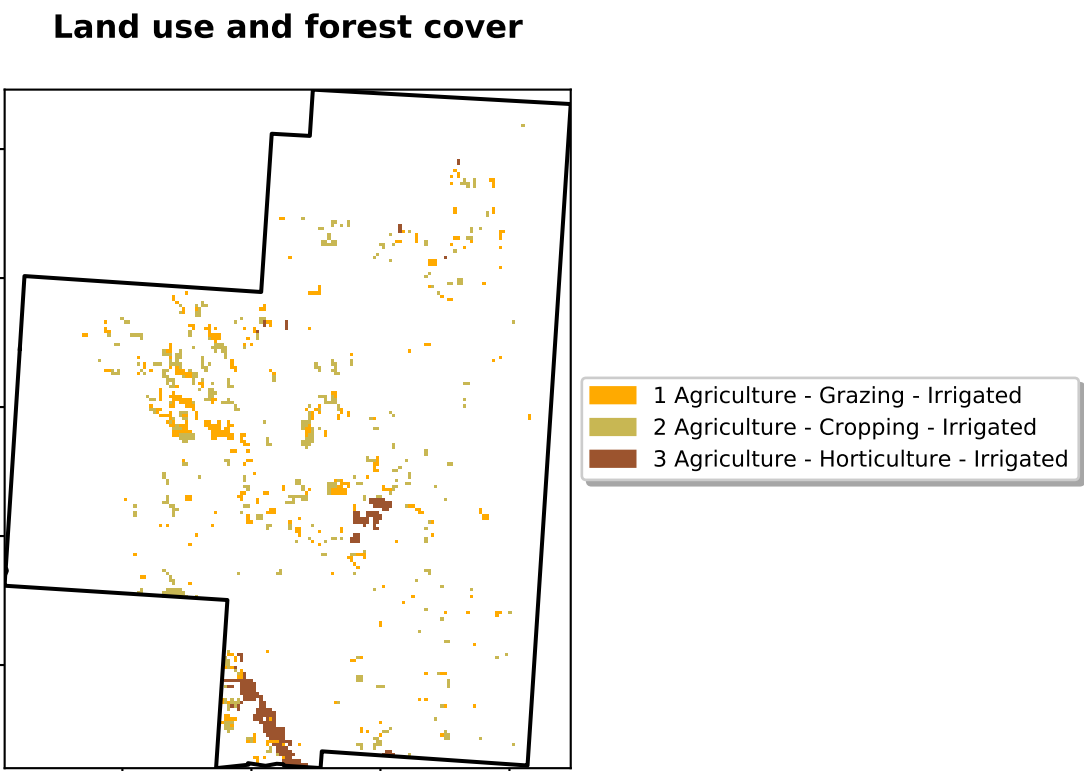 Land use and forest cover
1 Agriculture - Grazing - Irrigated
2 Agriculture - Cropping - Irrigated
3 Agriculture - Horticulture - Irrigated